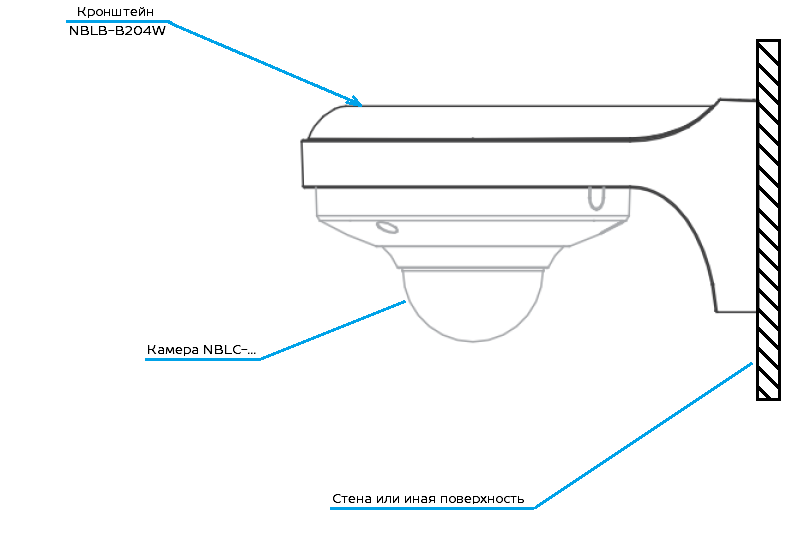 Кронштейн
NBLB-B204W
Камера NBLC-...
Стена или иная поверхность